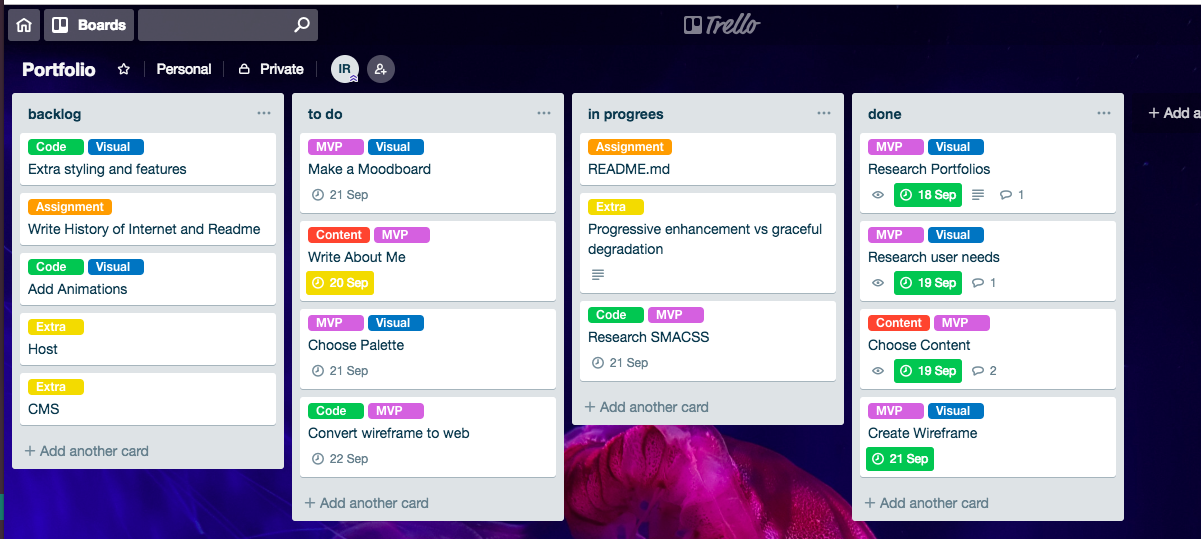 Boards
Trello
Portfolio
Personal
Private
IR
backlog
Code Visual
Extra styling and features
Assignment
Write History of Internet and Readme
Code Visual
Add Animations
Extra
Host
Extra
CMS
+ Add another card
to do
MVP Visual
Make a Moodboard
21 Sep
Content MVP
Write About Me
20 Sep
MVP Visual
Choose Palette
21 Sep
Code MVP
Convert wireframe to web
22 Sep
+ Add another card
in progrees
Assignment
README.md
Extra
Progressive enhancement vs graceful
degradation
Code MVP
Research SMACSS
21 Sep
+ Add another card
done
MVP Visual
Research Portfolios
18 Sep 1
MVP Visual
Research user needs
19 Sep 1
Content MVP
Choose Content
19 Sep 2
MVP Visual
Create Wireframe
21 Sep
+ Add another card
+ Add a